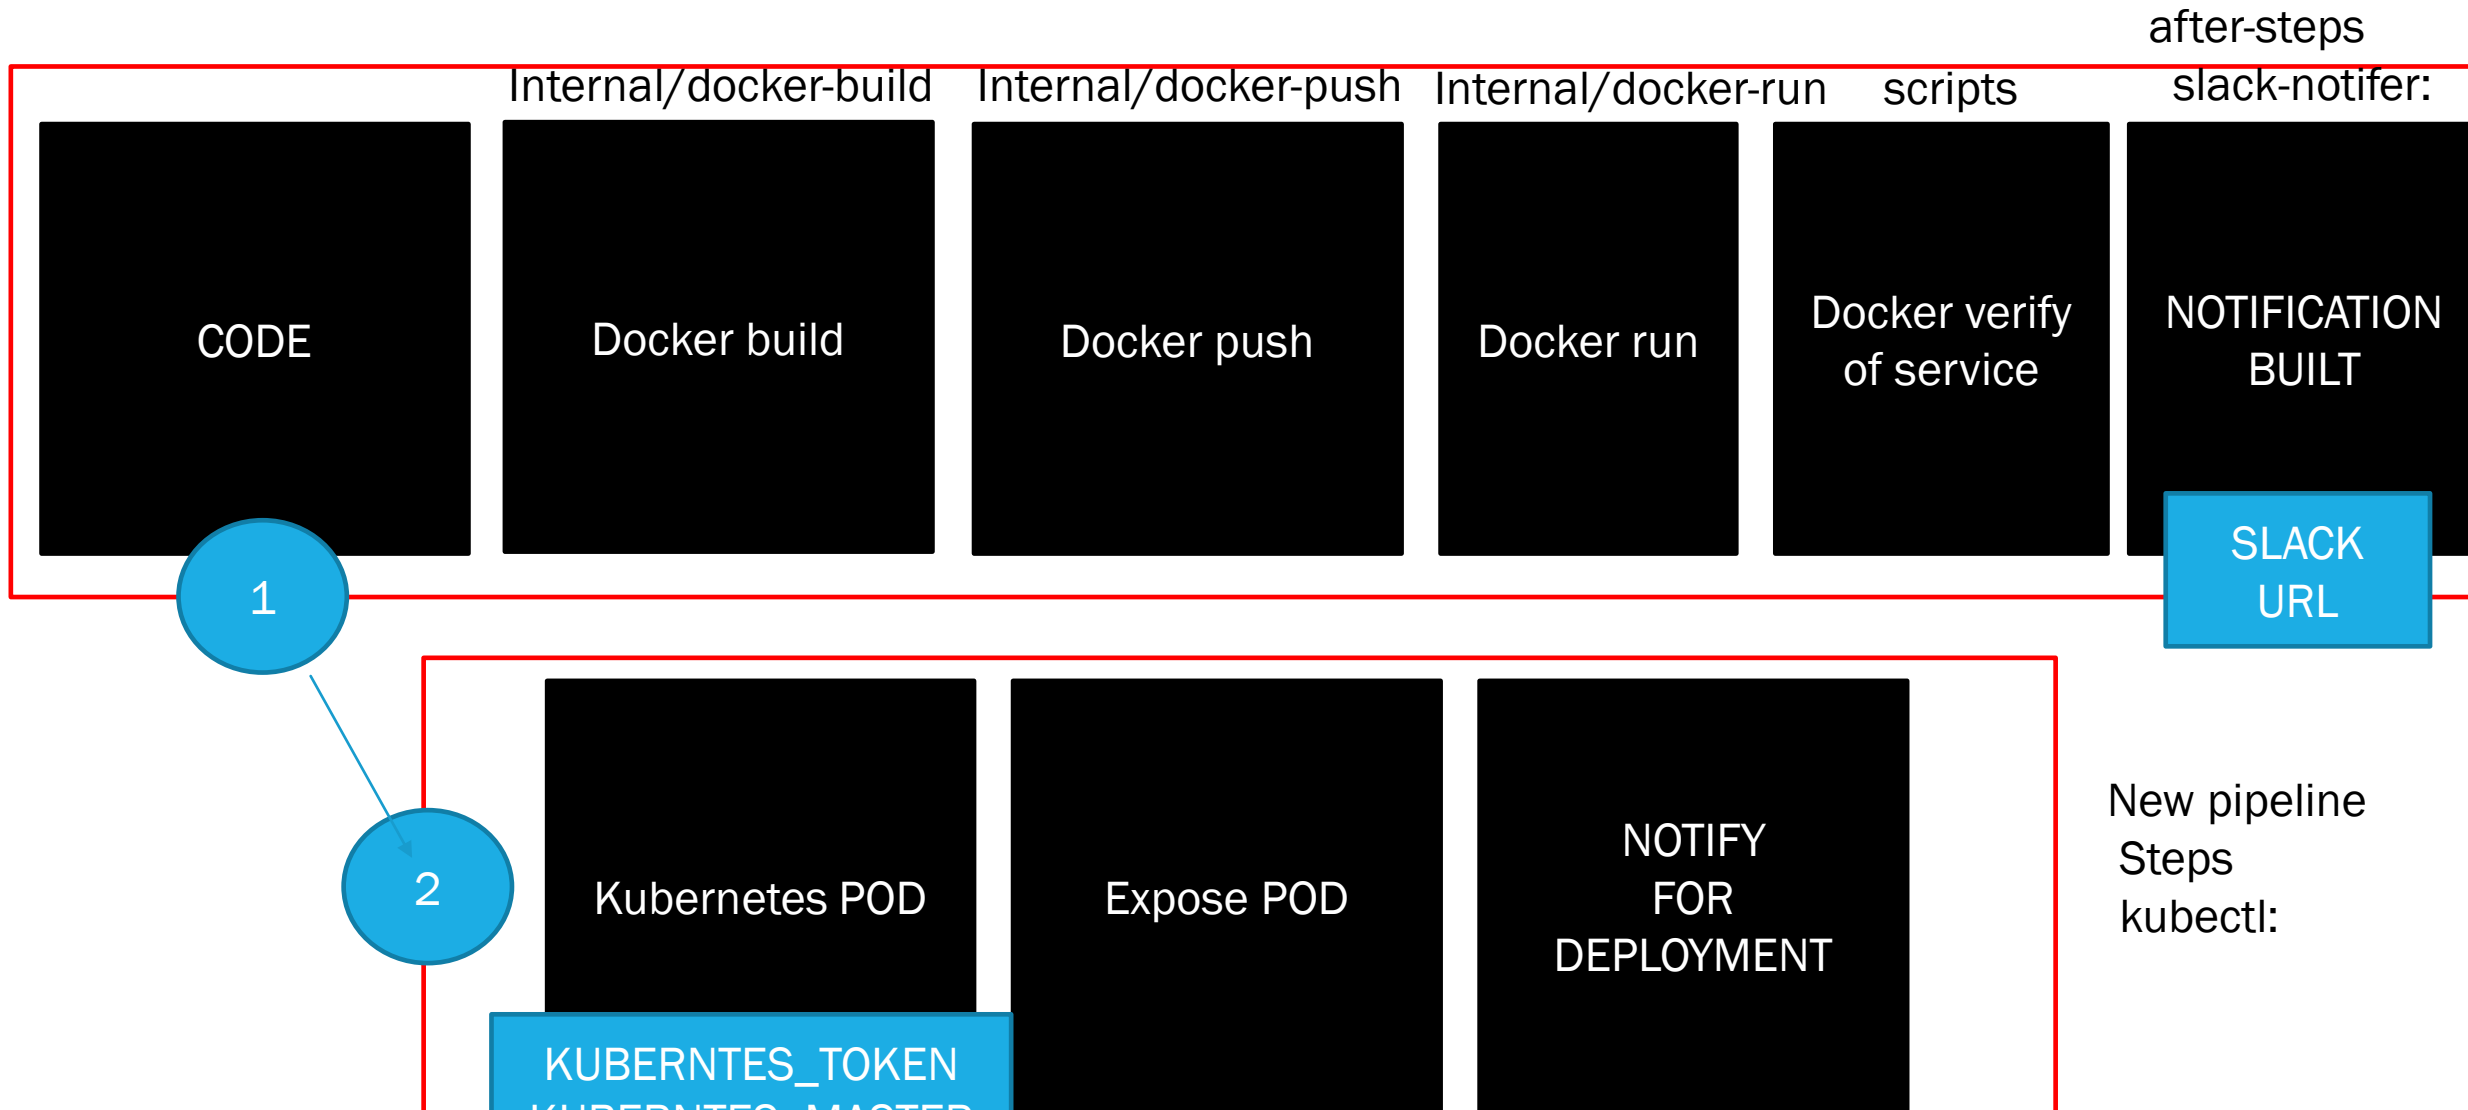 after-steps
Internal/docker-build
Internal/docker-push
Internal/docker-run
scripts
slack-notifer:
CODE
Docker build
Docker push
Docker run
Docker verify
of service
NOTIFICATION
BUILT
SLACK
URL
1
2
Kubernetes POD
Expose POD
NOTIFY
FOR
DEPLOYMENT
New pipeline
Steps
kubectl:
KUBERNTES_TOKEN
KUBERNTES_MASTER